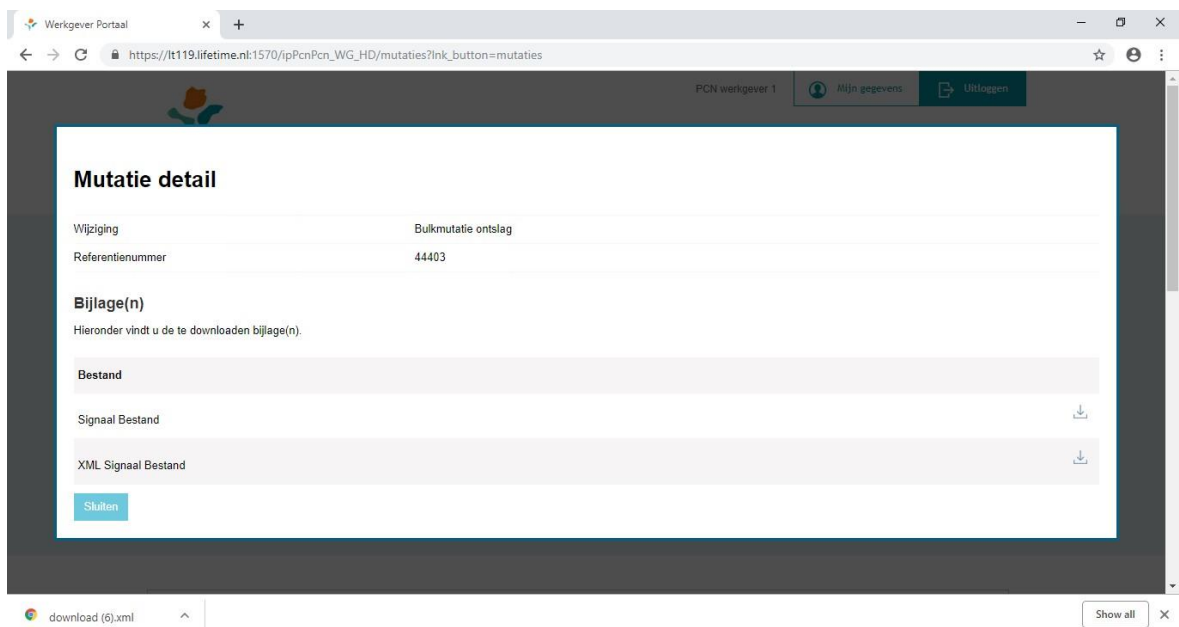 Werkgever Portaal
https://lt119.lifetime.nl:1570/ipPcnPcn_WG_HD/mutaties?lnk_button=mutaties
PCN werkgever 1 Mijn gegevens Uitloggen
Mutatie detail
Wijziging Bulkmutatie ontslag
Referentienummer 44403
Bijlage(n)
Hieronder vindt u de te downloaden bijlage(n).
Bestand
Signaal Bestand
XML Signaal Bestand
Sluiten
download (6).xml Show all